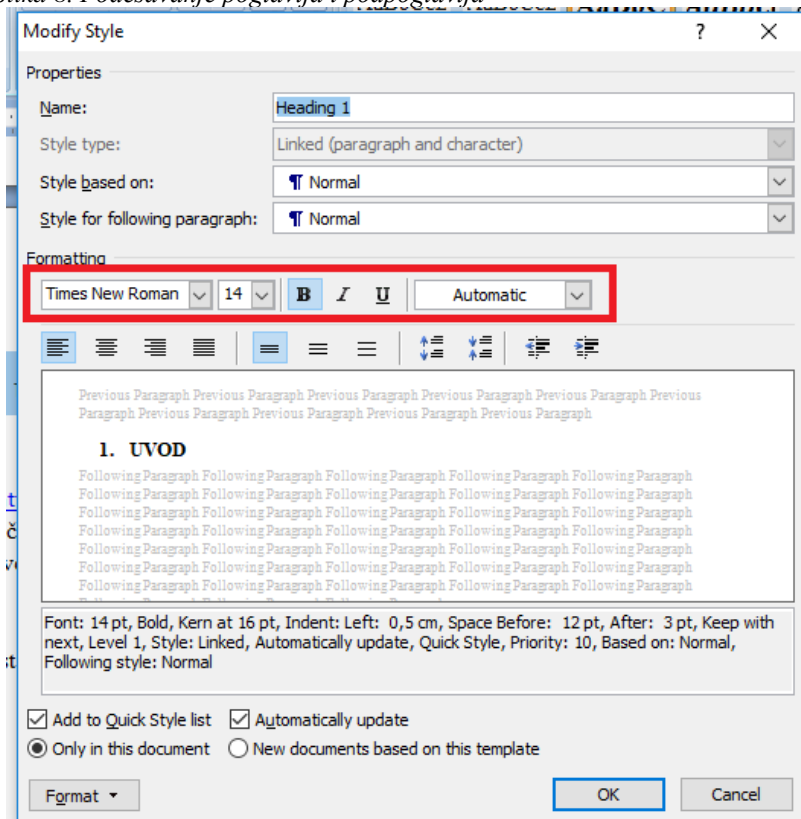 Modify Style ? X
Properties
Name: Heading 1
Style type: Linked (paragraph and character)
Style based on: ¶ Normal
Style for following paragraph: ¶ Normal
Formatting
Times New Roman 14 B I U Automatic
Previous Paragraph Previous Paragraph Previous Paragraph Previous Paragraph Previous Paragraph Previous
Paragraph Previous Paragraph Previous Paragraph Previous Paragraph Previous Paragraph
1. UVOD
Following Paragraph Following Paragraph Following Paragraph Following Paragraph Following Paragraph
Following Paragraph Following Paragraph Following Paragraph Following Paragraph Following Paragraph
Following Paragraph Following Paragraph Following Paragraph Following Paragraph Following Paragraph
Following Paragraph Following Paragraph Following Paragraph Following Paragraph Following Paragraph
Following Paragraph Following Paragraph Following Paragraph Following Paragraph Following Paragraph
Following Paragraph Following Paragraph Following Paragraph Following Paragraph Following Paragraph
Following Paragraph Following Paragraph Following Paragraph Following Paragraph Following Paragraph
Font: 14 pt, Bold, Kern at 16 pt, Indent: Left: 0,5 cm, Space Before: 12 pt, After: 3 pt, Keep with
next, Level 1, Style: Linked, Automatically update, Quick Style, Priority: 10, Based on: Normal,
Following style: Normal
Add to Quick Style list Automatically update
Only in this document New documents based on this template
Format OK Cancel